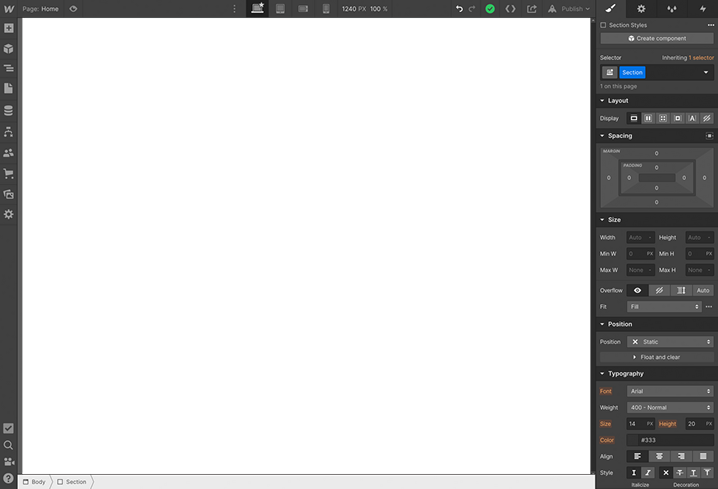 Page: Home
1240 PX 100 %
Publish
Section Styles
Create component
Selector
Inheriting 1 selector
Section
1 on this page
Layout
Display
Spacing
MARGIN
0
PADDING
0
0 0 0 0
0
0
Size
Width Auto - Height Auto -
Min W 0 PX Min H 0 PX
Max W None - Max H None -
Overflow Auto
Fit Fill
Position
Position Static
Float and clear
Typography
Font Arial
Weight 400 - Normal
Size 14 PX Height 20 PX
Color #333
Align
Style
Italicize Decoration
Body Section